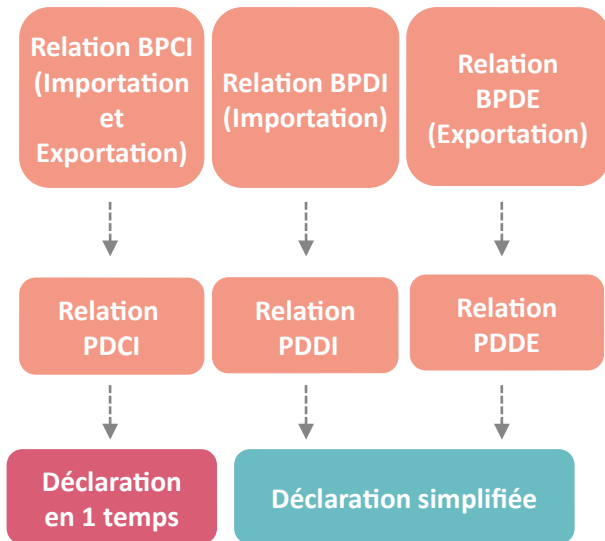 Relation BPCI
(Importation
et
Exportation)
Relation BPDI
(Importation)
Relation
BPDE
(Exportation)
Relation
PDCI
Relation
PDDI
Relation
PDDE
Déclaration
en 1 temps
Déclaration simplifiée